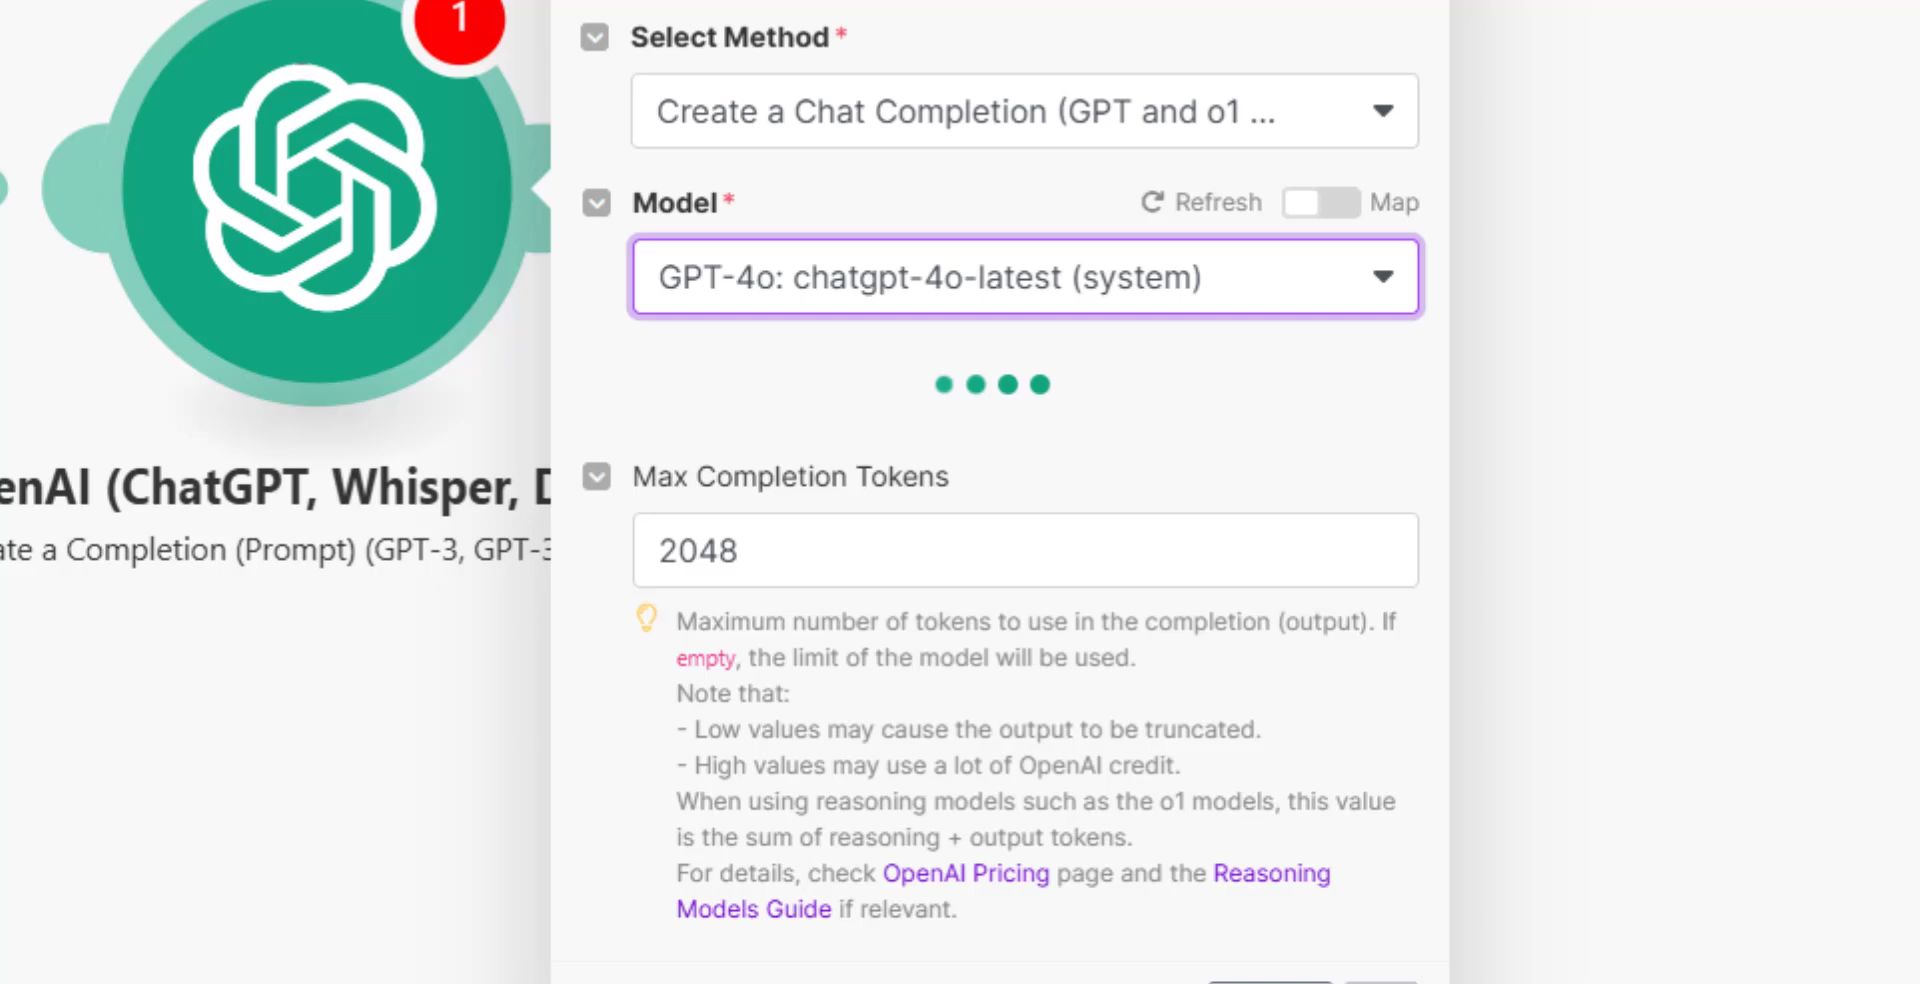 1
Select Method *
Create a Chat Completion (GPT and o1 ...
Model *
Refresh
Map
GPT-4o: chatgpt-4o-latest (system)
enAI (ChatGPT, Whisper, D
ate a Completion (Prompt) (GPT-3, GPT-3
Max Completion Tokens
2048
Maximum number of tokens to use in the completion (output). If
empty, the limit of the model will be used.
Note that:
- Low values may cause the output to be truncated.
- High values may use a lot of OpenAI credit.
When using reasoning models such as the o1 models, this value
is the sum of reasoning + output tokens.
For details, check OpenAI Pricing page and the Reasoning
Models Guide if relevant.